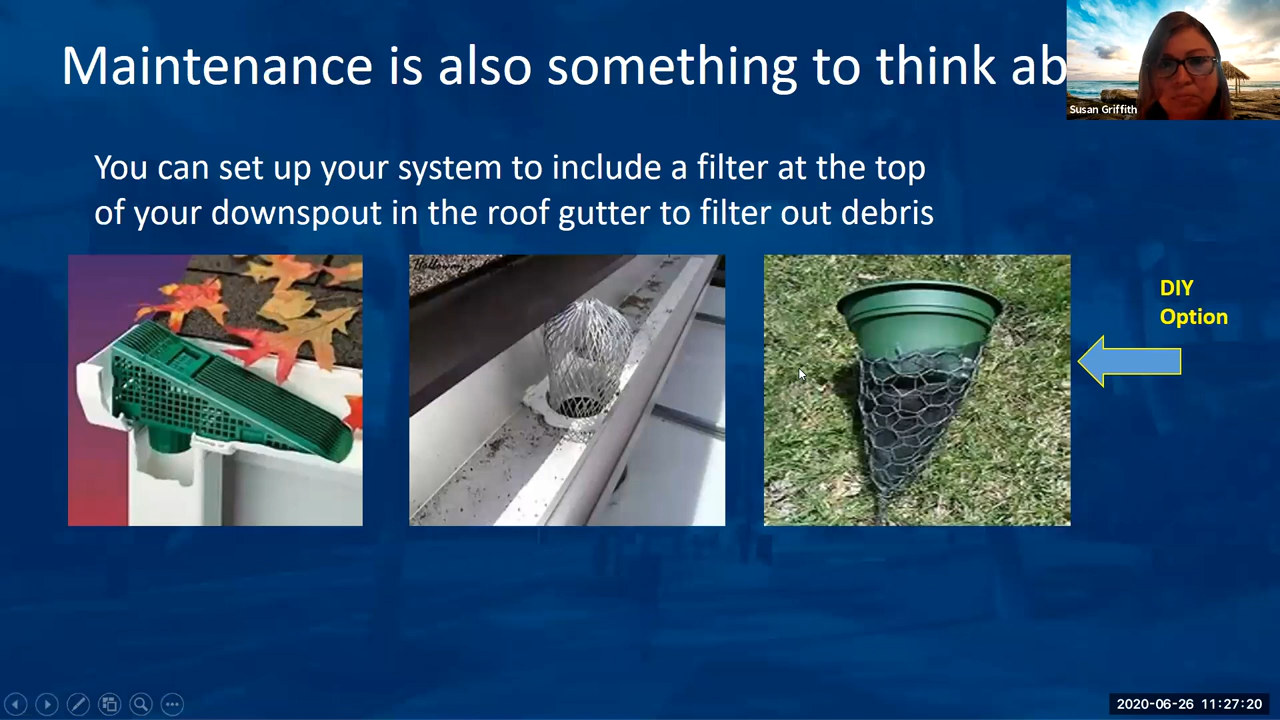 Maintenance is also something to think ab
Susan Griffith
You can set up your system to include a filter at the top
of your downspout in the roof gutter to filter out debris
DIY
Option
2020-06-26 11:27:20